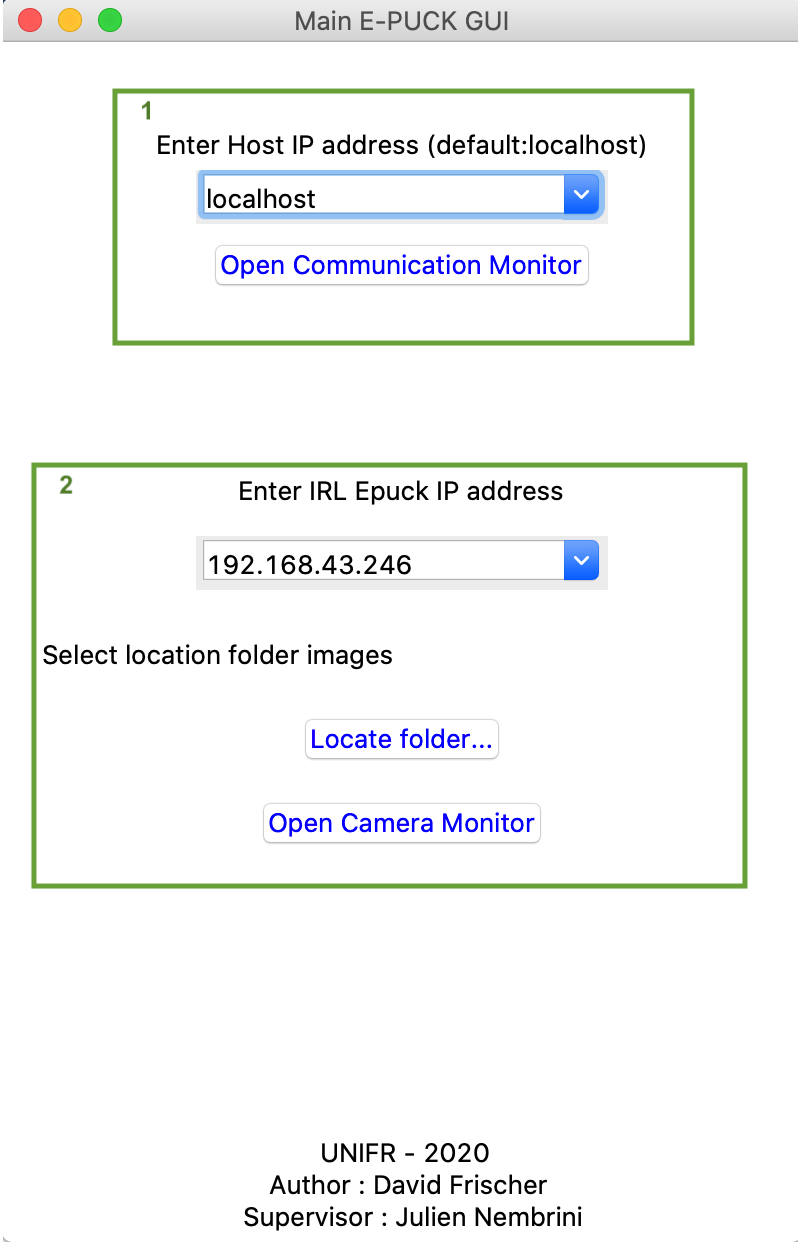 Main E-PUCK GUI
1
Enter Host IP address (default:localhost)
localhost
Open Communication Monitor
2
Enter IRL Epuck IP address
192.168.43.246
Select location folder images
Locate folder...
Open Camera Monitor
UNIFR - 2020
Author : David Frischer
Supervisor : Julien Nembrini